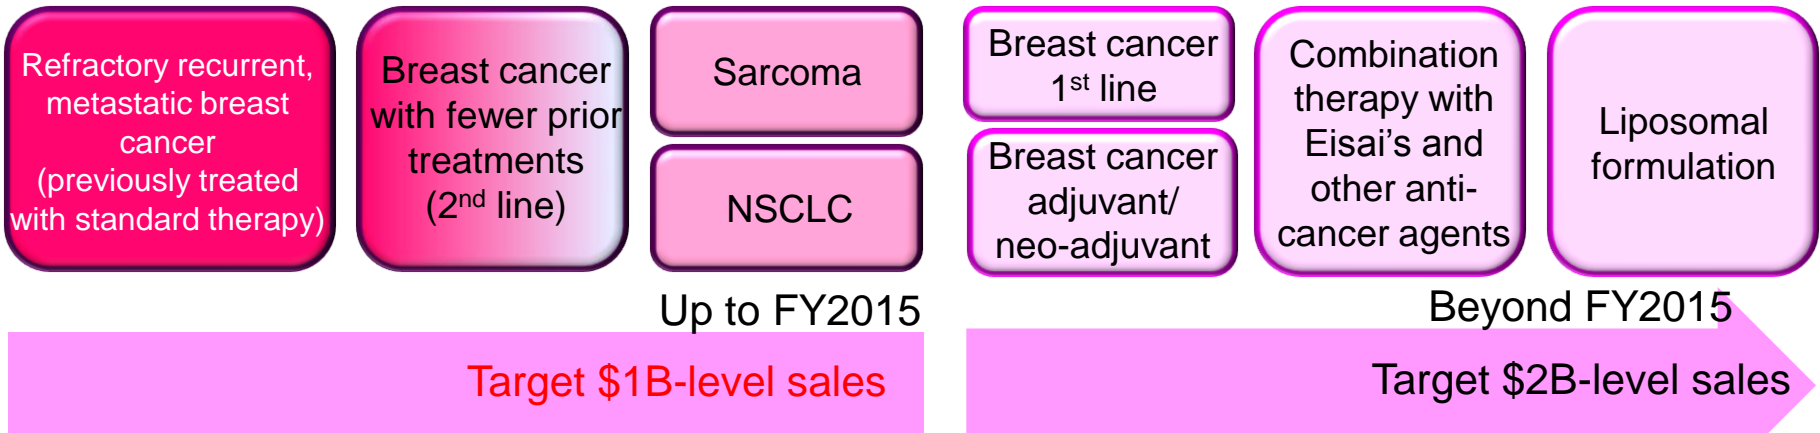 Refractory recurrent,
metastatic breast
cancer
(previously treated
with standard therapy)
Breast cancer
with fewer prior
treatments
(2nd line)
Sarcoma
NSCLC
Breast cancer
1st line
Breast cancer
adjuvant/
neo-adjuvant
Combination
therapy with
Eisai's and
other anti-
cancer agents
Liposomal
formulation
Up to FY2015
Target $1B-level sales
Beyond FY2015
Target $2B-level sales